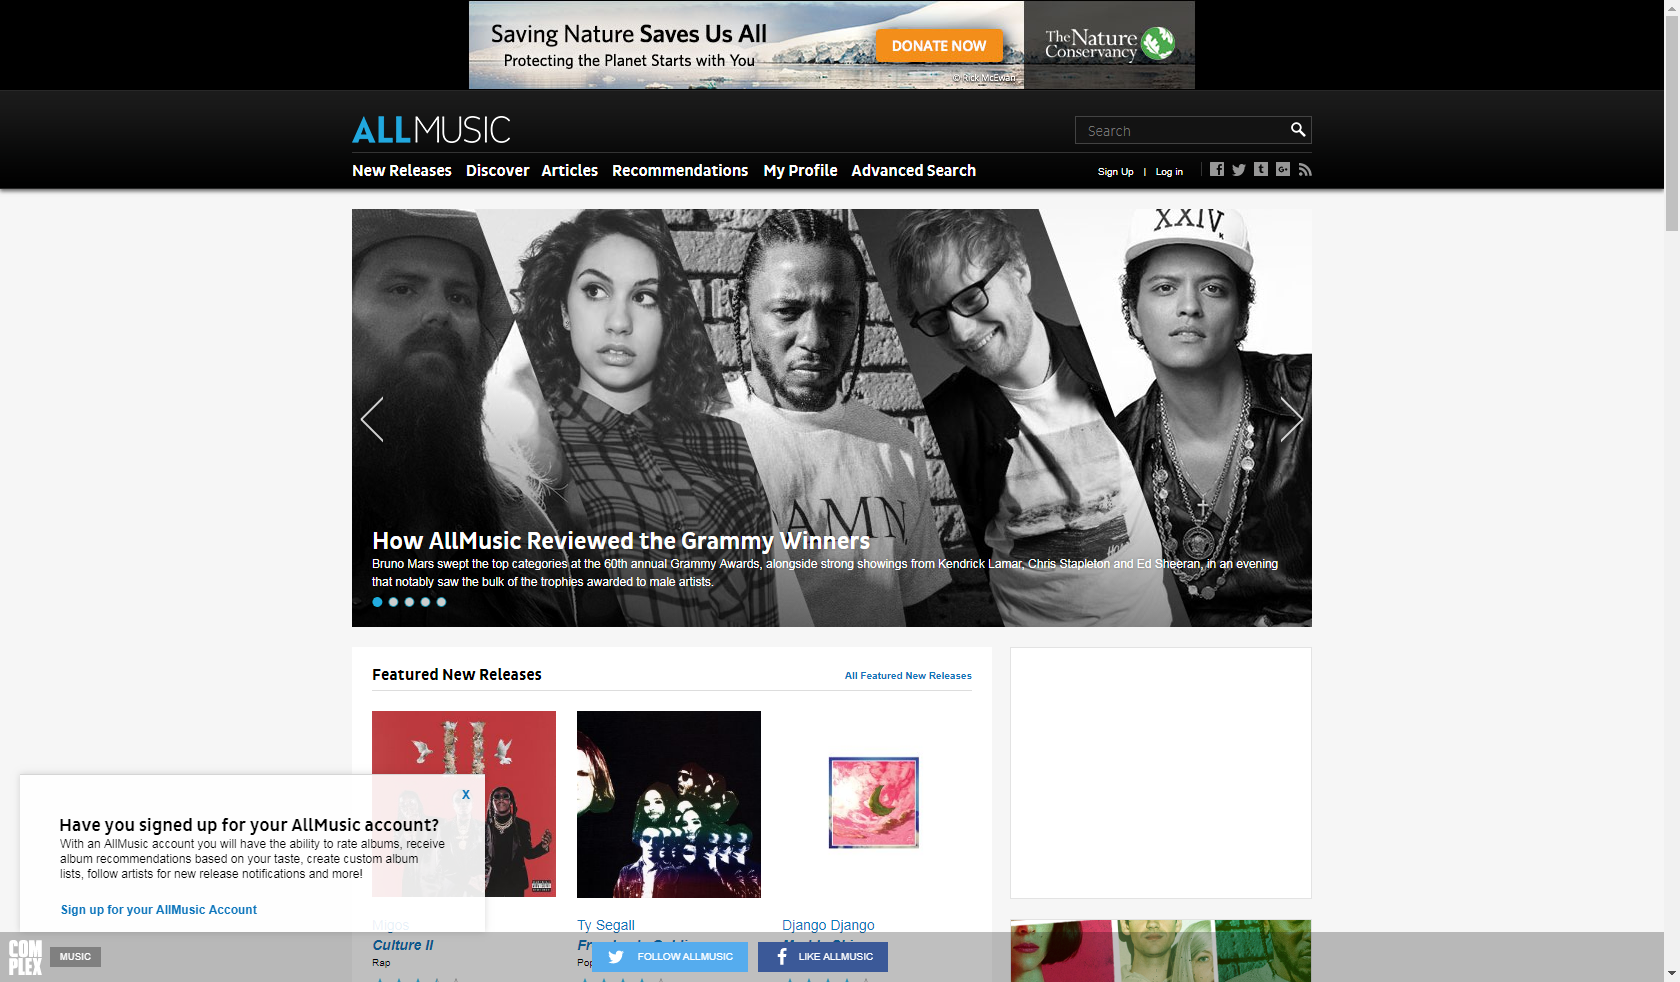 Saving Nature Saves Us All
Protecting the Planet Starts with You
DONATE NOW
© Rick McEwan
The Nature
Conservancy
ALLMUSIC
Search
New Releases Discover Articles Recommendations My Profile Advanced Search
Sign Up | Log in
XXIV
K
DAMN
HO
How AllMusic Reviewed the Grammy Winners
Bruno Mars swept the top categories at the 60th annual Grammy Awards, alongside strong showings from Kendrick Lamar, Chris Stapleton and Ed Sheeran, in an evening
that notably saw the bulk of the trophies awarded to male artists.
Featured New Releases
All Featured New Releases
X
Have you signed up for your AllMusic account?
With an AllMusic account you will have the ability to rate albums, receive
album recommendations based on your taste, create custom album
lists, follow artists for new release notifications and more!
Sign up for your AllMusic Account
Migos
Culture II
Rap
Ty Segall
Django Django
COM
PLEX
MUSIC
FOLLOW ALLMUSIC
LIKE ALLMUSIC